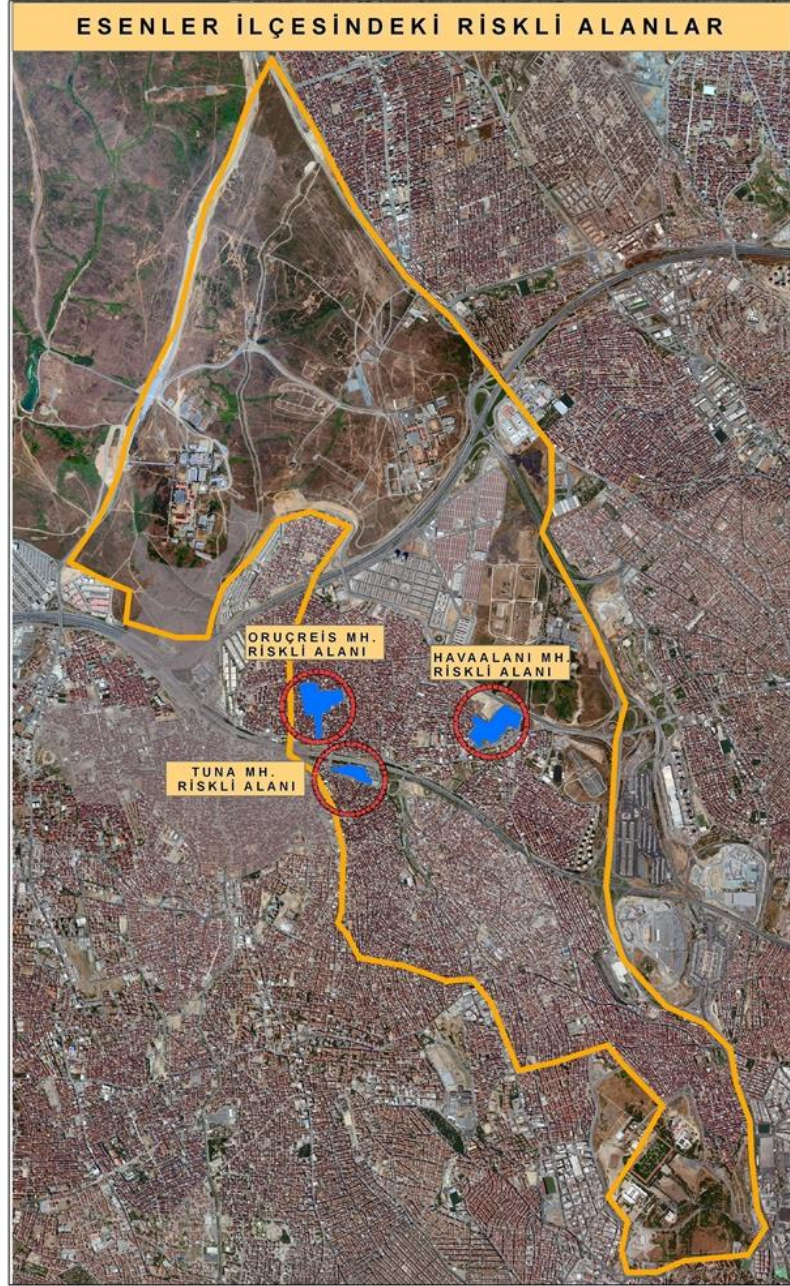 ESENLER İLÇESİNDEKİ RİSKLİ ALANLAR
ORUÇREİS MH.
RİSKLİ ALANI
HAVAALANI MH.
RİSKLİ ALANI
TUNA MH.
RİSKLİ ALANI